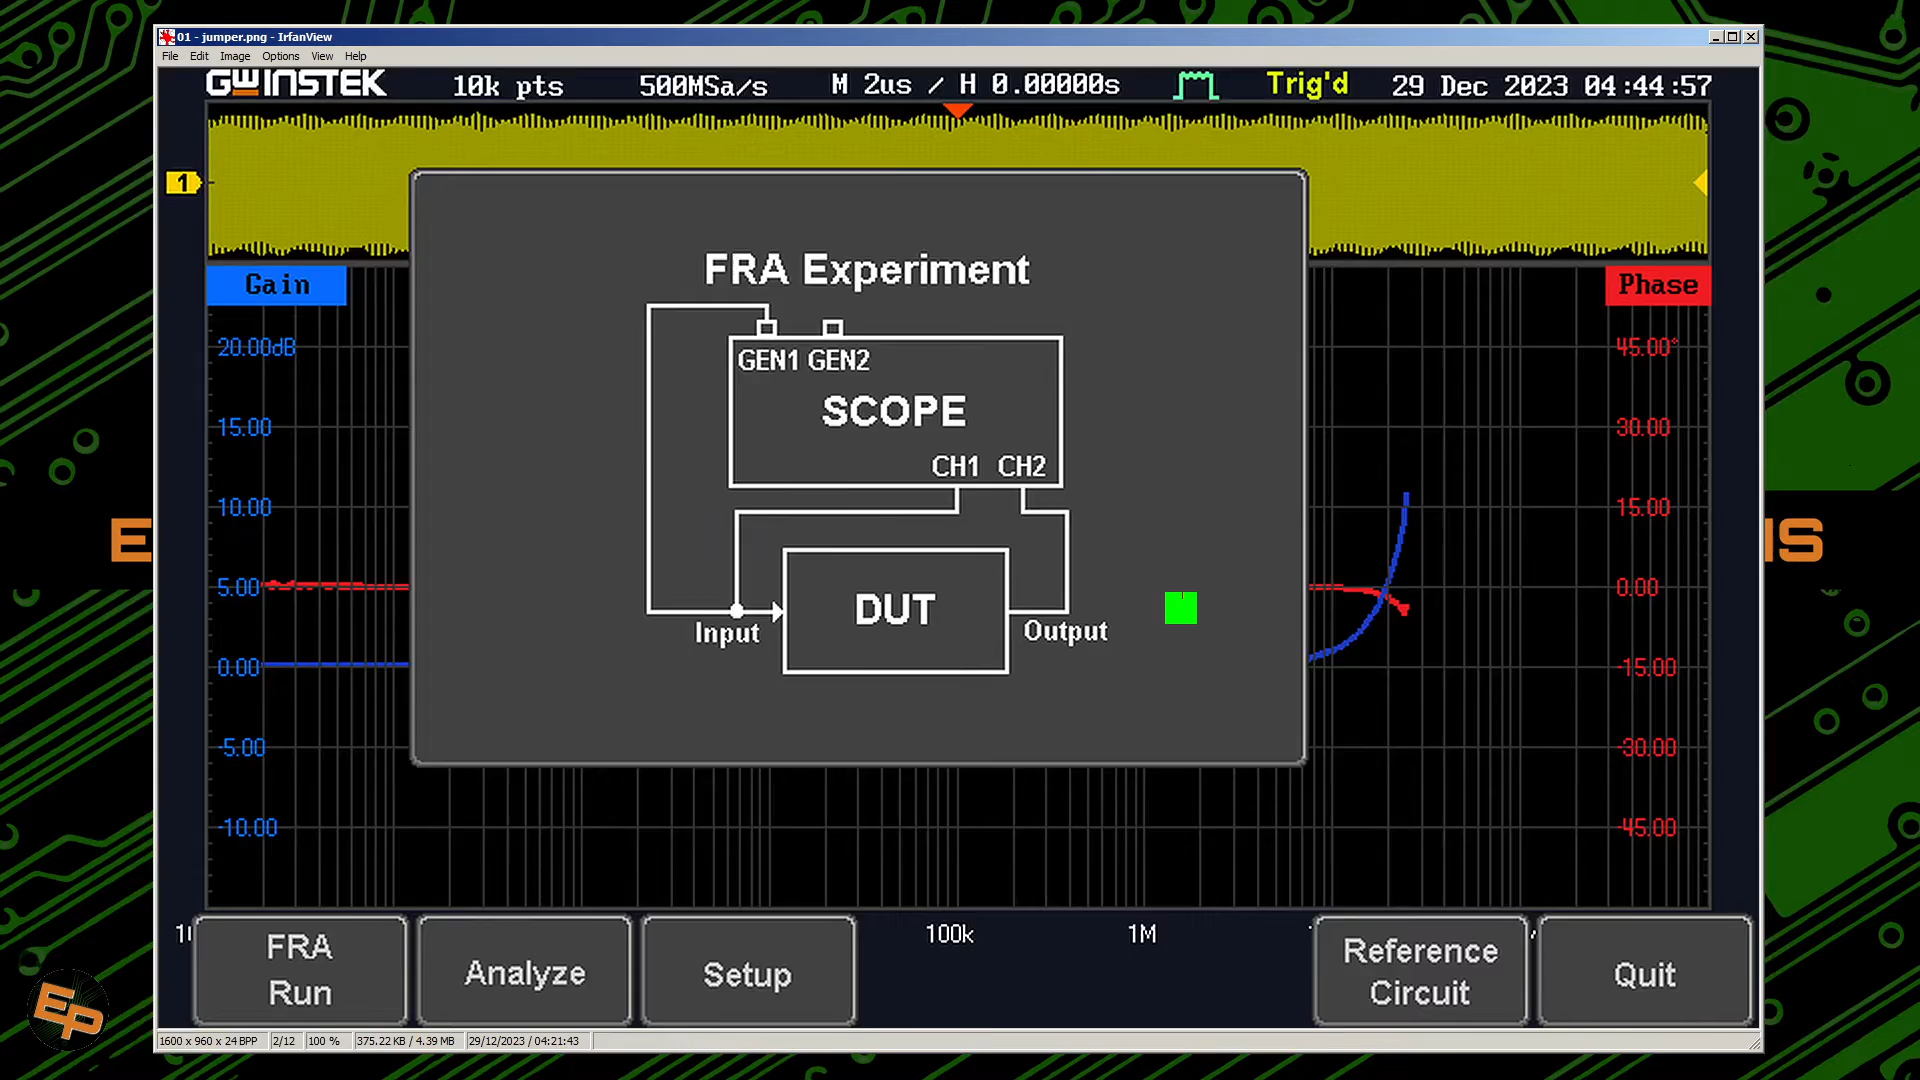 01 - jumper.png - IrfanView
File Edit Image Options View Help
GWINSTEK 10k pts 500MSa/s M 2us / H 0.00000s Trig'd 29 Dec 2023 04:44:57
1
Gain
Phase
FRA Experiment
GEN1 GEN2
SCOPE
CH1 CH2
DUT
Input
Output
20.00dB
15.00
10.00
5.00
0.00
-5.00
-10.00
45.00°
30.00
15.00
0.00
-15.00
-30.00
-45.00
100k 1M
FRA
Run
Analyze
Setup
Reference
Circuit
Quit
1600 x 960 x 24 BPP 2/12 100 % 375.22 KB / 4.39 MB 29/12/2023 / 04:21:43
EP